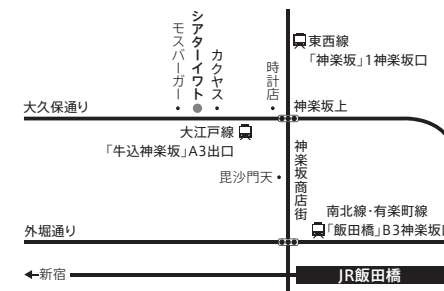 モスバーガー
シアターイワト
カクヤス
時計店
東西線
「神楽坂」1神楽坂口
大久保通り
神楽坂上
大江戸線
「牛込神楽坂」A3出口
毘沙門天
神楽坂商店街
南北線・有楽町線
「飯田橋」B3神楽坂口
外堀通り
←新宿
JR飯田橋